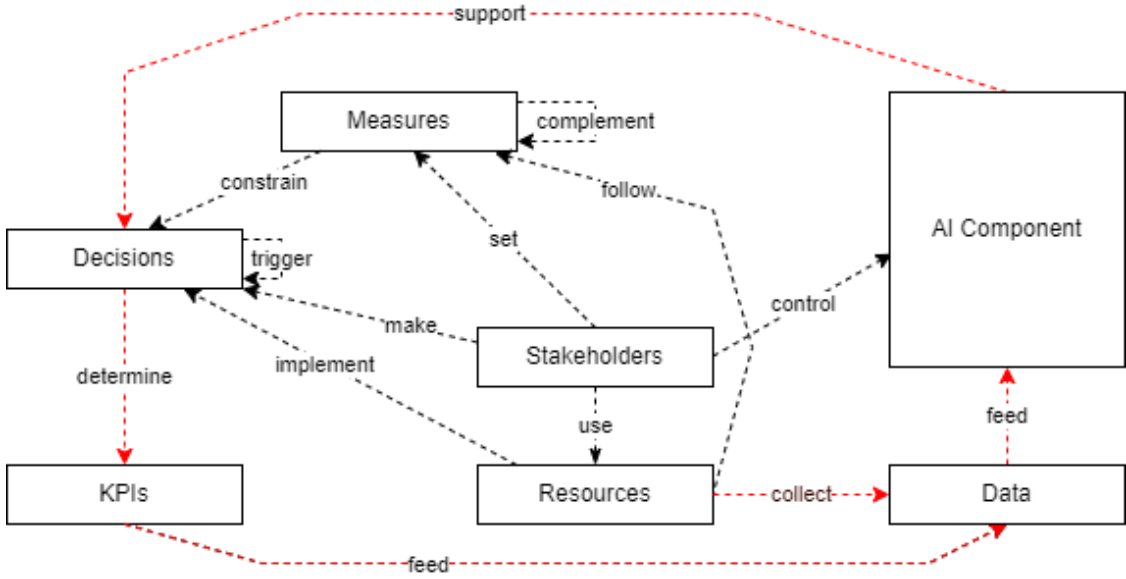 support
Measures
complement
constrain
follow
AI Component
set
Decisions
trigger
control
make
Stakeholders
implement
determine
use
feed
KPIs
Resources
collect
Data
feed